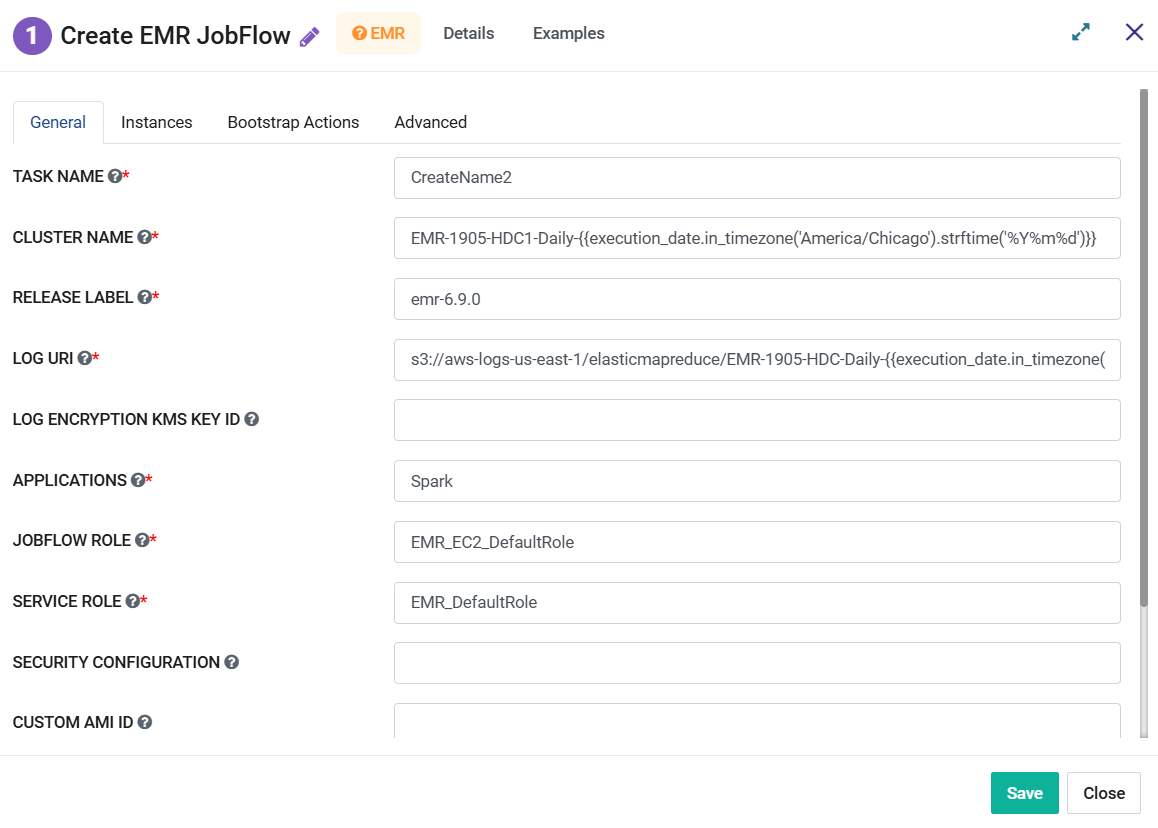 1 Create EMR JobFlow ? EMR Details Examples
General Instances Bootstrap Actions Advanced
TASK NAME ?* CreateName2
CLUSTER NAME ?* EMR-1905-HDC1-Daily-{{execution_date.in_timezone('America/Chicago').strftime('%Y%m%d')}}
RELEASE LABEL ?* emr-6.9.0
LOG URI ?* s3://aws-logs-us-east-1/elasticmapreduce/EMR-1905-HDC-Daily-{{execution_date.in_timezone(
LOG ENCRYPTION KMS KEY ID ?
APPLICATIONS ?* Spark
JOBFLOW ROLE ?* EMR_EC2_DefaultRole
SERVICE ROLE ?* EMR_DefaultRole
SECURITY CONFIGURATION ?
CUSTOM AMI ID ?
Save Close